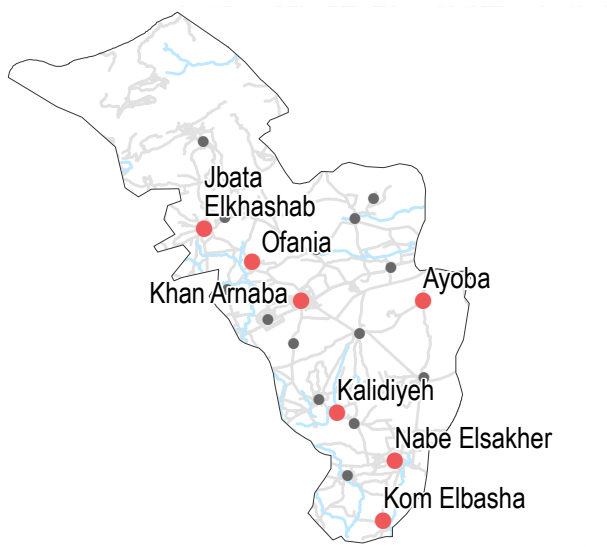 Jbata
Elkhashab
Ofania
Khan Arnaba
Ayoba
Kalidiyeh
Nabe Elsakher
Kom Elbasha